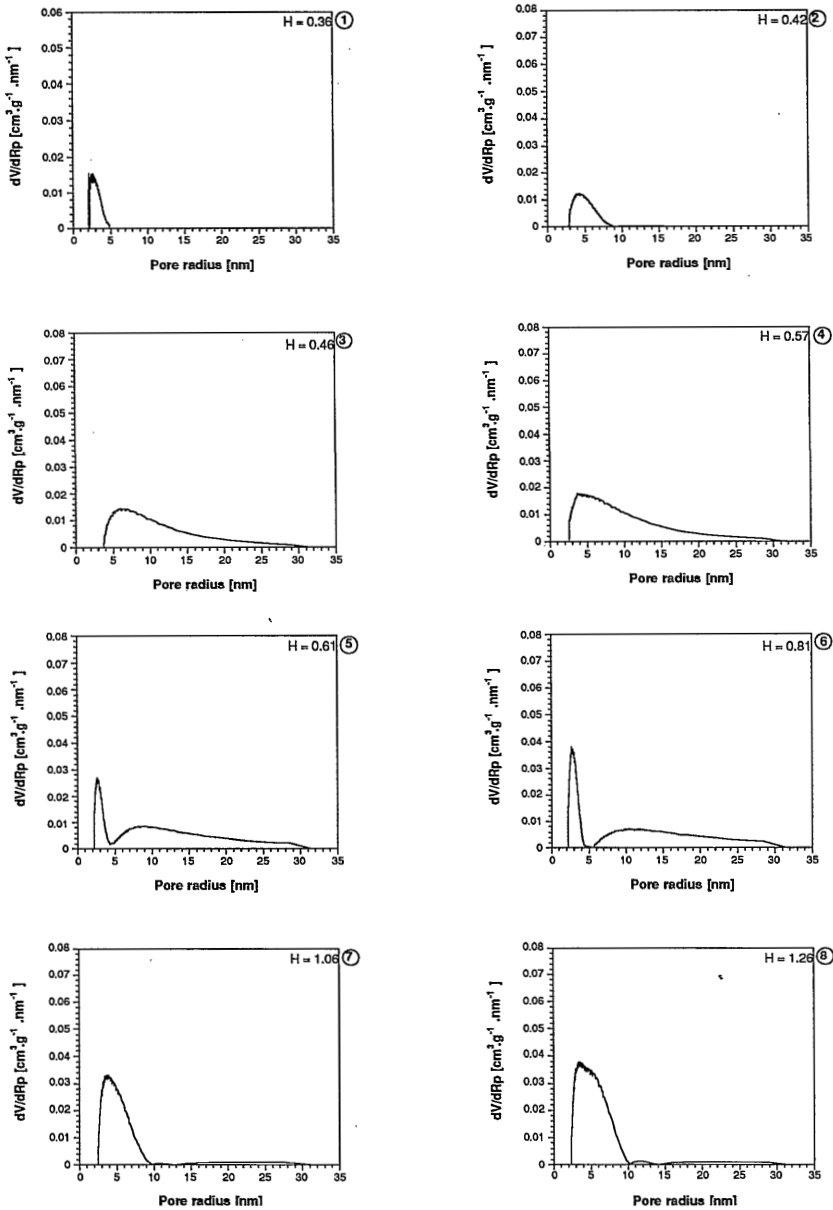 H = 0.36 ①
0.06
0.05
0.04
0.03
0.02
0.01
0
dV/dRp [cm³.g⁻¹ .nm⁻¹ ]
0 5 10 15 20 25 30 35
Pore radius [nm]
H = 0.42 ②
0.08
0.07
0.06
0.05
0.04
0.03
0.02
0.01
0
dV/dRp [cm³.g⁻¹ .nm⁻¹ ]
0 5 10 15 20 25 30 35
Pore radius [nm]
H = 0.46 ③
0.08
0.07
0.06
0.05
0.04
0.03
0.02
0.01
0
dV/dRp [cm³.g⁻¹ .nm⁻¹ ]
0 5 10 15 20 25 30 35
Pore radius [nm]
H = 0.57 ④
0.08
0.07
0.06
0.05
0.04
0.03
0.02
0.01
0
dV/dRp [cm³.g⁻¹ .nm⁻¹ ]
0 5 10 15 20 25 30 35
Pore radius [nm]
H = 0.61 ⑤
0.08
0.07
0.06
0.05
0.04
0.03
0.02
0.01
0
dV/dRp [cm³.g⁻¹ .nm⁻¹ ]
0 5 10 15 20 25 30 35
Pore radius [nm]
H = 0.81 ⑥
0.08
0.07
0.06
0.05
0.04
0.03
0.02
0.01
0
dV/dRp [cm³.g⁻¹ .nm⁻¹ ]
0 5 10 15 20 25 30 35
Pore radius [nm]
H = 1.06 ⑦
0.08
0.07
0.06
0.05
0.04
0.03
0.02
0.01
0
dV/dRp [cm³.g⁻¹ .nm⁻¹ ]
0 5 10 15 20 25 30 35
Pore radius [nm]
H = 1.26 ⑧
0.08
0.07
0.06
0.05
0.04
0.03
0.02
0.01
0
dV/dRp [cm³.g⁻¹ .nm⁻¹ ]
0 5 10 15 20 25 30 35
Pore radius [nm]